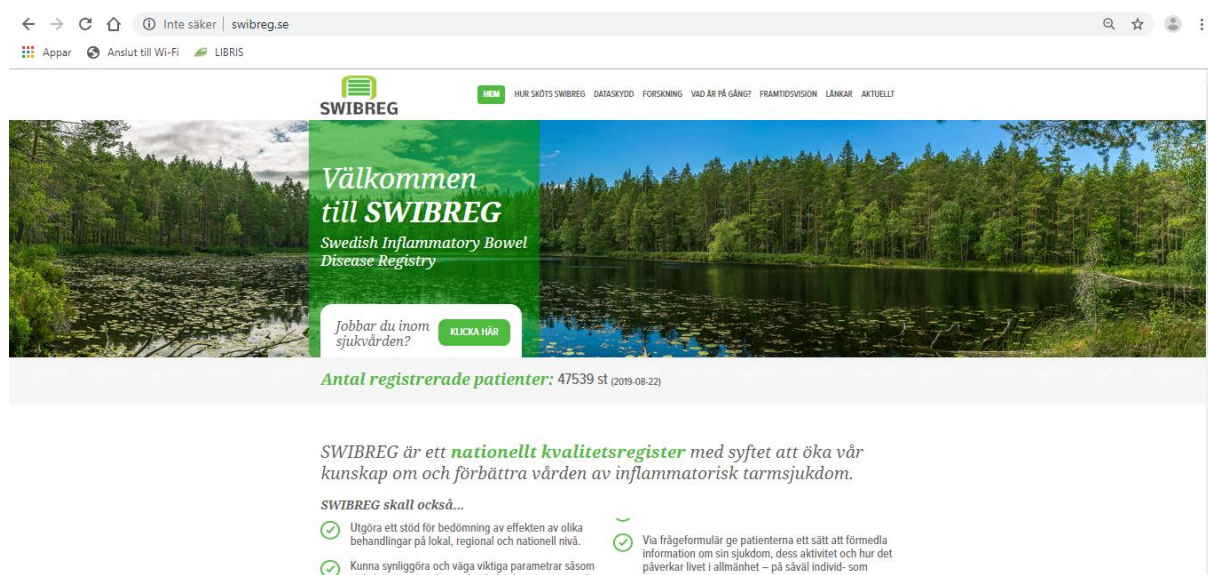 Inte säker | swibreg.se
Appar Anslut till Wi-Fi LIBRIS
SWIBREG
HEM HUR SKÖTS SWIBREG DATASKYDD FORSKNING VAD ÄR PÅ GÅNG? FRAMTIDSVISION LÄNKAR AKTUELLT
Välkommen
till SWIBREG
Swedish Inflammatory Bowel
Disease Registry
Jobbar du inom
sjukvården?
KLICKA HÄR
Antal registrerade patienter: 47539 st (2019-08-22)
SWIBREG är ett nationellt kvalitetsregister med syftet att öka vår
kunskap om och förbättra vården av inflammatorisk tarmsjukdom.
SWIBREG skall också...
Utgöra ett stöd för bedömning av effekten av olika
behandlingar på lokal, regional och nationell nivå.
Kunna synliggöra och väga viktiga parametrar såsom
Via frågeformulär ge patienterna ett sätt att förmedla
information om sin sjukdom, dess aktivitet och hur det
påverkar livet i allmänhet – på såväl individ- som